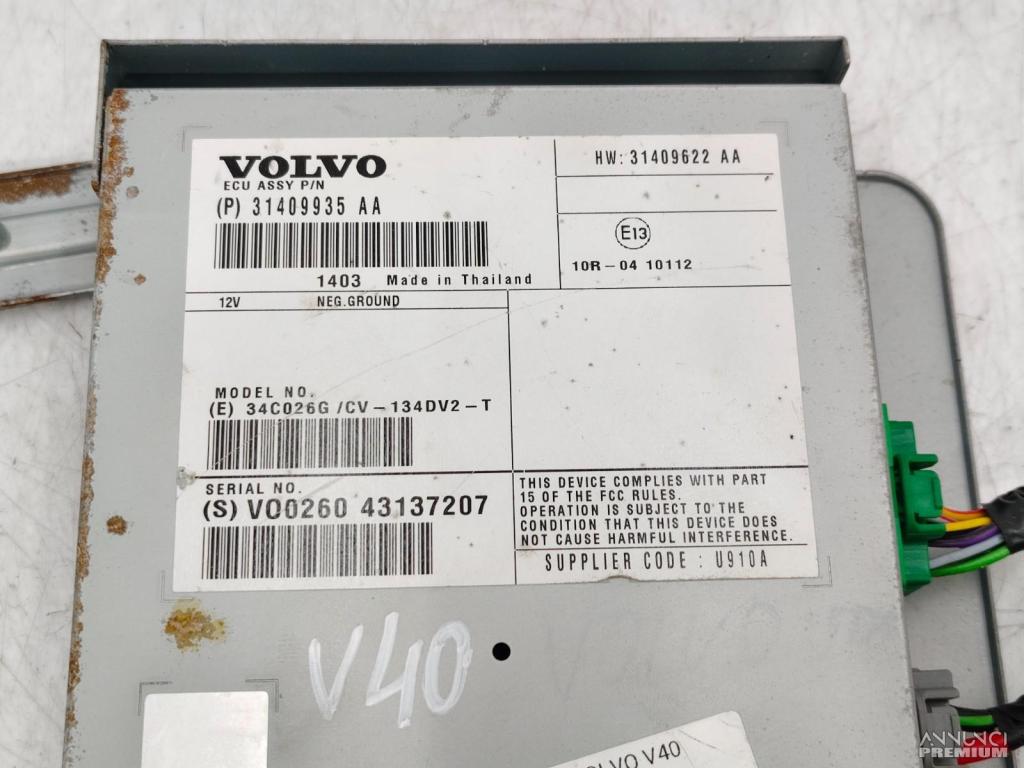 VOLVO
ECU ASSY P/N
(P) 31409935 AA
1403 Made in Thailand
HW: 31409622 AA
E13
10R-04 10112
12V NEG.GROUND
MODEL NO.
(E) 34C026G /CV-134DV2-T
SERIAL NO.
(S) VO0260 43137207
THIS DEVICE COMPLIES WITH PART
15 OF THE FCC RULES.
OPERATION IS SUBJECT TO THE
CONDITION THAT THIS DEVICE DOES
NOT CAUSE HARMFUL INTERFERENCE.
SUPPLIER CODE : U910A
V40
VOLVO V40
ANNUNCI
PREMIUM